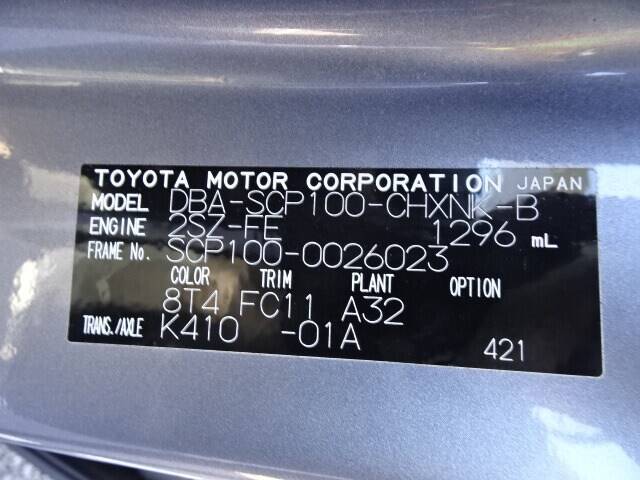 TOYOTA MOTOR CORPORATION JAPAN
MODEL DBA-SCP100-CHXNK-B
ENGINE 2SZ-FE 1296 mL
FRAME No. SCP100-0026023
COLOR TRIM PLANT OPTION
8T4 FC11 A32
TRANS./AXLE K410 -01A 421